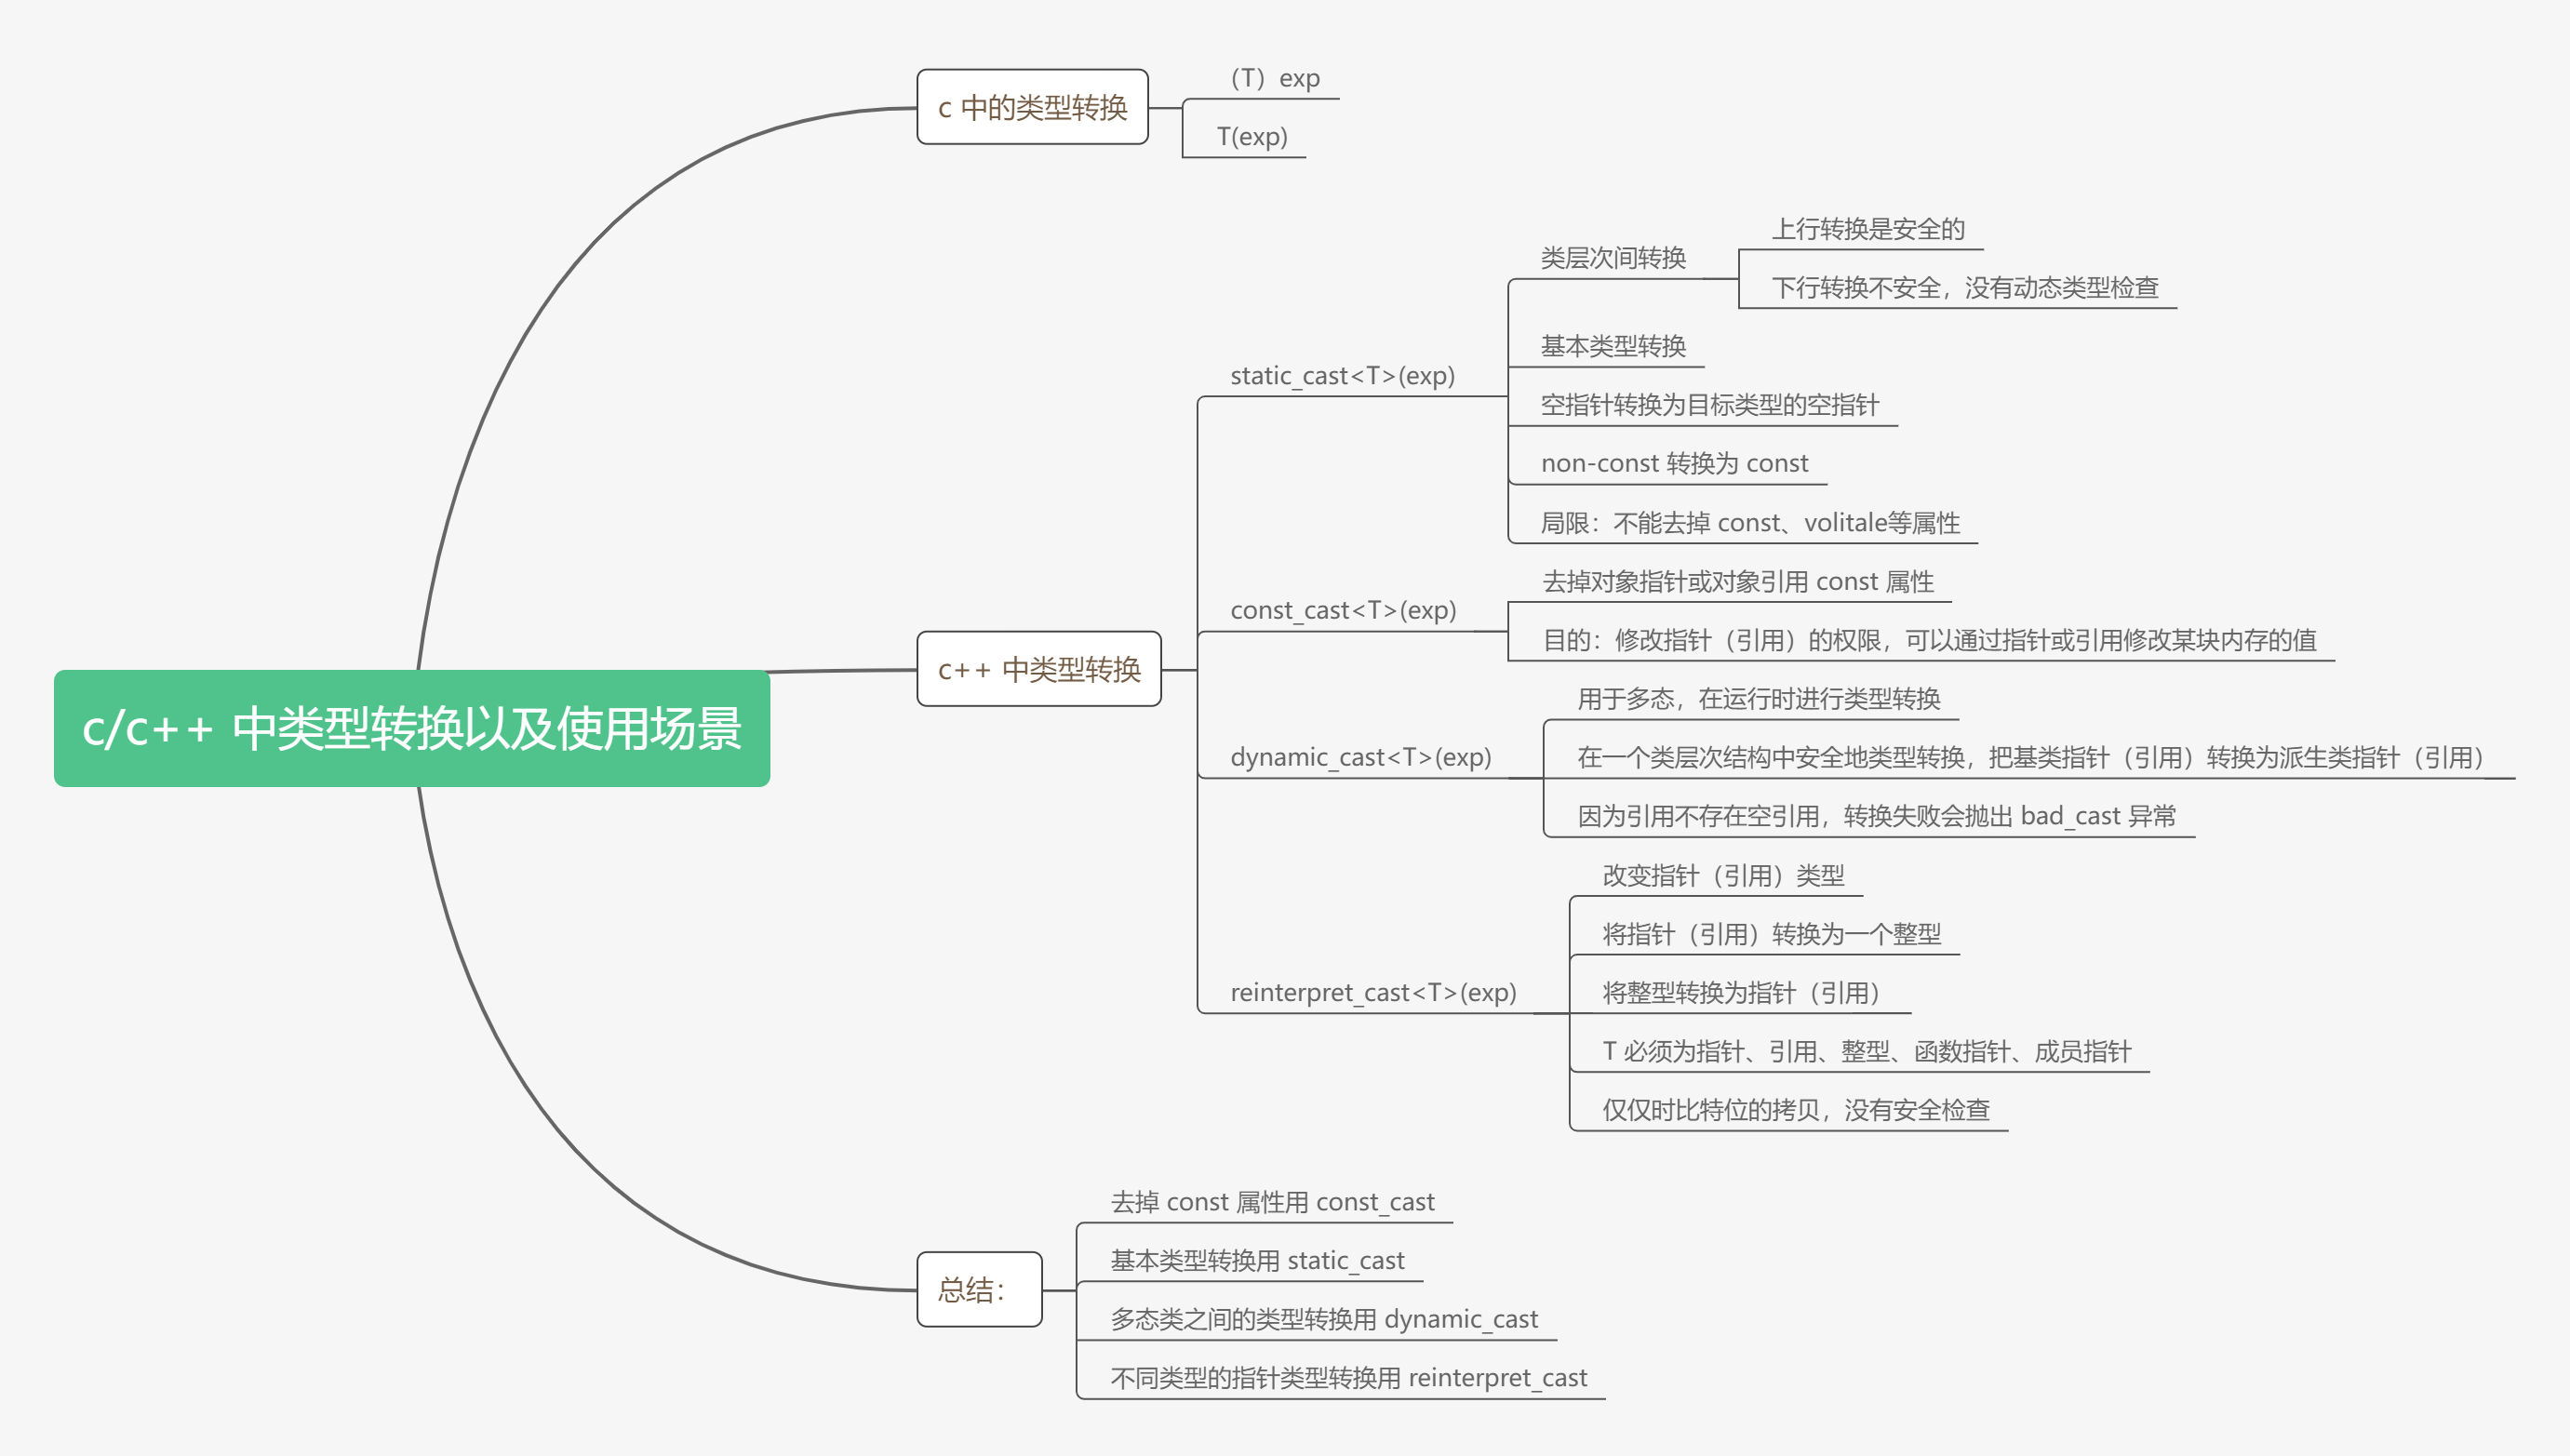 c/c++ 中类型转换以及使用场景
c 中的类型转换
（T）exp
T(exp)
c++ 中类型转换
static_cast<T>(exp)
类层次间转换
上行转换是安全的
下行转换不安全，没有动态类型检查
基本类型转换
空指针转换为目标类型的空指针
non-const 转换为 const
局限：不能去掉 const、volitale等属性
const_cast<T>(exp)
去掉对象指针或对象引用 const 属性
目的：修改指针（引用）的权限，可以通过指针或引用修改某块内存的值
dynamic_cast<T>(exp)
用于多态，在运行时进行类型转换
在一个类层次结构中安全地类型转换，把基类指针（引用）转换为派生类指针（引用）
因为引用不存在空引用，转换失败会抛出 bad_cast 异常
reinterpret_cast<T>(exp)
改变指针（引用）类型
将指针（引用）转换为一个整型
将整型转换为指针（引用）
T 必须为指针、引用、整型、函数指针、成员指针
仅仅时比特位的拷贝，没有安全检查
总结：
去掉 const 属性用 const_cast
基本类型转换用 static_cast
多态类之间的类型转换用 dynamic_cast
不同类型的指针类型转换用 reinterpret_cast